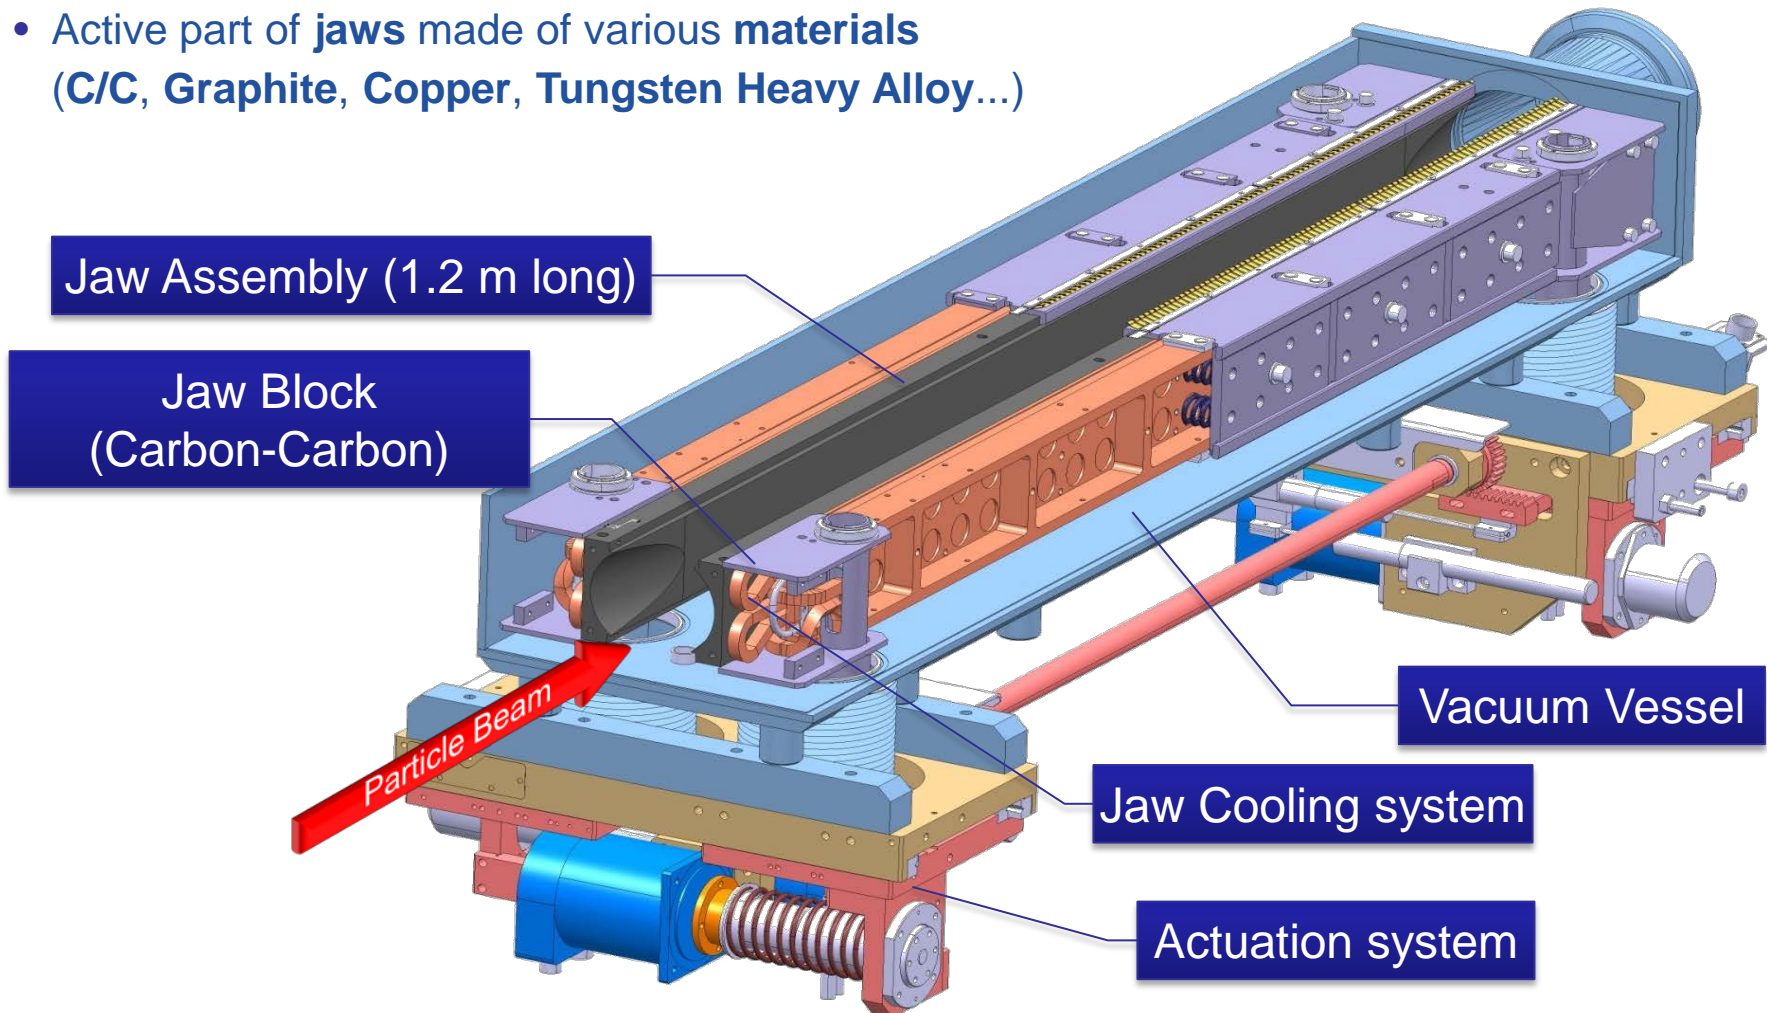 • Active part of jaws made of various materials
(C/C, Graphite, Copper, Tungsten Heavy Alloy...)
Jaw Assembly (1.2 m long)
Jaw Block
(Carbon-Carbon)
Particle Beam
Vacuum Vessel
Jaw Cooling system
Actuation system